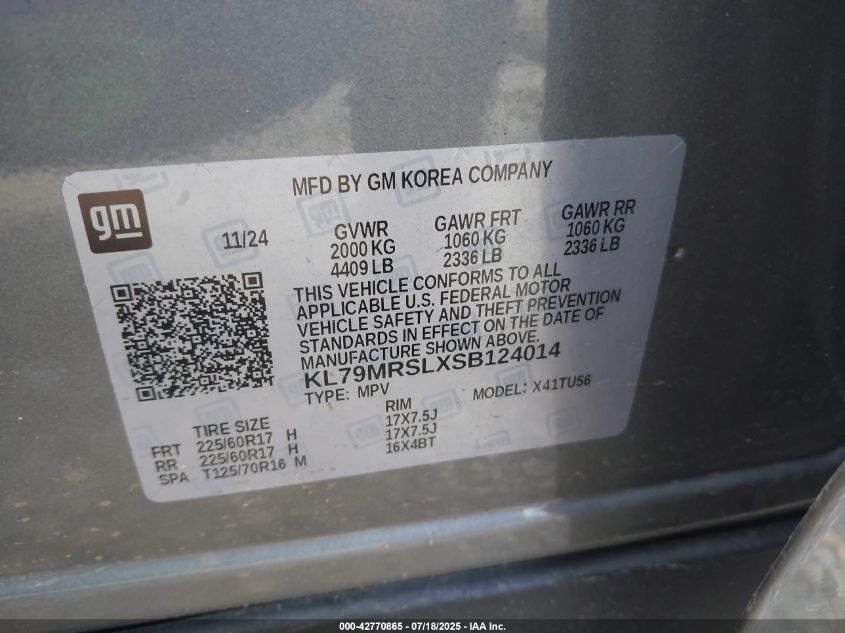 gm
MFD BY GM KOREA COMPANY
11/24
GVWR
2000 KG
4409 LB
GAWR FRT
1060 KG
2336 LB
GAWR RR
1060 KG
2336 LB
THIS VEHICLE CONFORMS TO ALL
APPLICABLE U.S. FEDERAL MOTOR
VEHICLE SAFETY AND THEFT PREVENTION
STANDARDS IN EFFECT ON THE DATE OF
MANUFACTURE SHOWN ABOVE.
KL79MRSLXSB124014
TYPE: MPV
MODEL: X41TU56
TIRE SIZE
RIM
FRT 225/60R17 H 17X7.5J
RR 225/60R17 H 17X7.5J
SPA T125/70R16 M 16X4BT
000-42770865 - 07/18/2025 - IAA Inc.